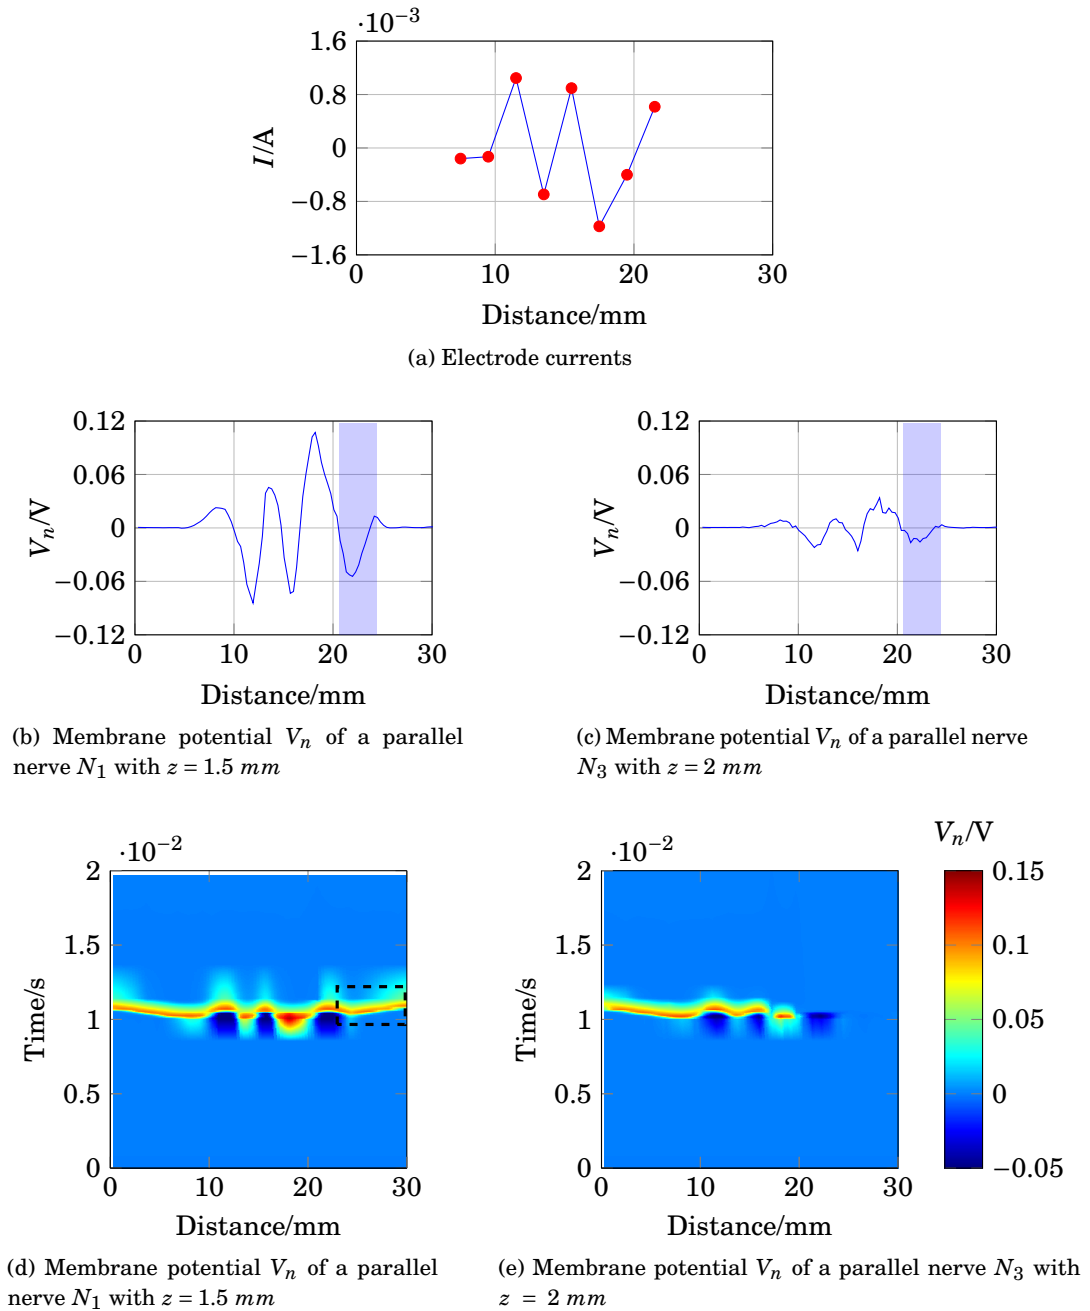 ·10−3
1.6
0.8
0
−0.8
−1.6
I/A
0 10 20 30
Distance/mm
(a) Electrode currents
0.12
0.06
0
−0.06
−0.12
Vn/V
0 10 20 30
Distance/mm
(b) Membrane potential Vn of a parallel
nerve N1 with z = 1.5 mm
0.12
0.06
0
−0.06
−0.12
Vn/V
0 10 20 30
Distance/mm
(c) Membrane potential Vn of a parallel nerve
N3 with z = 2 mm
·10−2
2
1.5
1
0.5
0
Time/s
0 10 20 30
Distance/mm
(d) Membrane potential Vn of a parallel
nerve N1 with z = 1.5 mm
·10−2
2
1.5
1
0.5
0
Time/s
0 10 20 30
Distance/mm
Vn/V
0.15
0.1
0.05
0
−0.05
(e) Membrane potential Vn of a parallel nerve N3 with
z = 2 mm